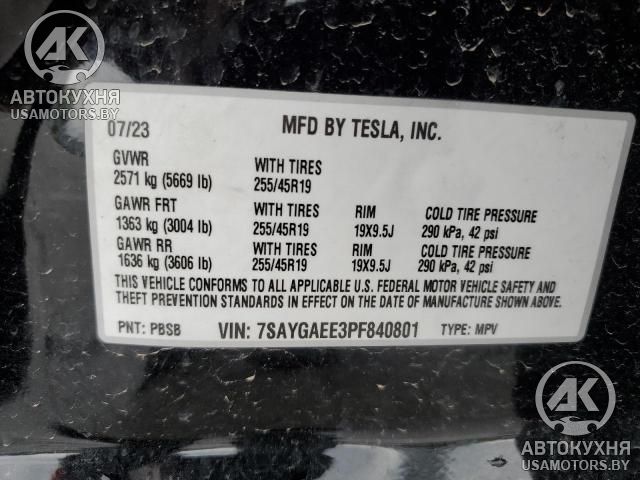 АК
АВТОКУХНЯ
USAMOTORS.BY
07/23 MFD BY TESLA, INC.
GVWR
2571 kg (5669 lb) WITH TIRES 255/45R19
GAWR FRT WITH TIRES RIM COLD TIRE PRESSURE
1363 kg (3004 lb) 255/45R19 19X9.5J 290 kPa, 42 psi
GAWR RR WITH TIRES RIM COLD TIRE PRESSURE
1636 kg (3606 lb) 255/45R19 19X9.5J 290 kPa, 42 psi
THIS VEHICLE CONFORMS TO ALL APPLICABLE U.S. FEDERAL MOTOR VEHICLE SAFETY AND
THEFT PREVENTION STANDARDS IN EFFECT ON THE DATE OF MANUFACTURE SHOWN ABOVE.
PNT: PBSB VIN: 7SAYGAEE3PF840801 TYPE: MPV
АК
АВТОКУХНЯ
USAMOTORS.BY